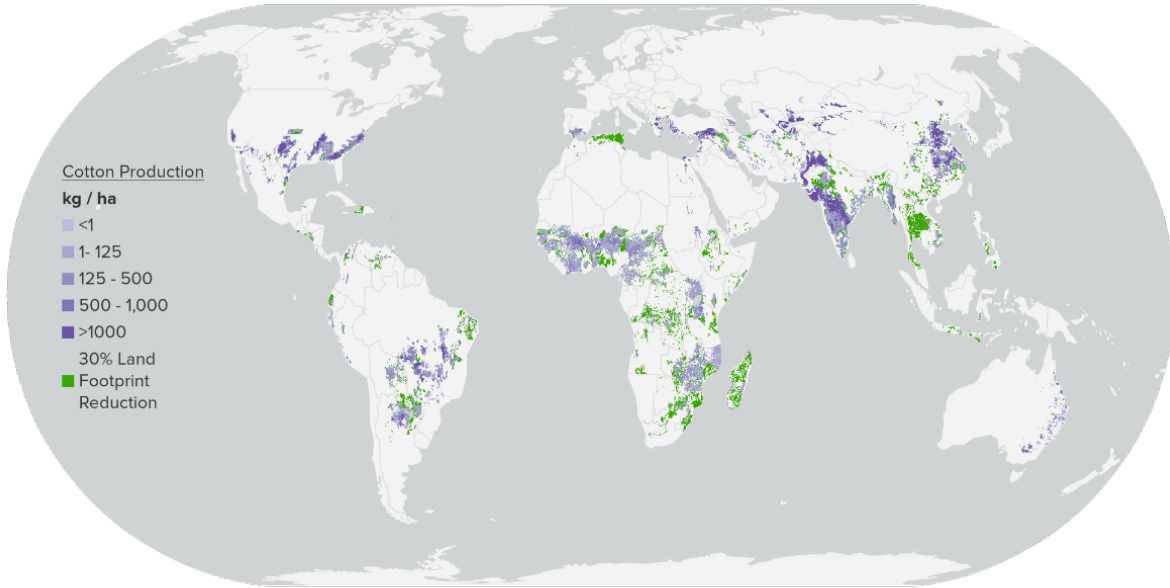 Cotton Production
kg / ha
<1
1- 125
125 - 500
500 - 1,000
>1000
30% Land
Footprint
Reduction